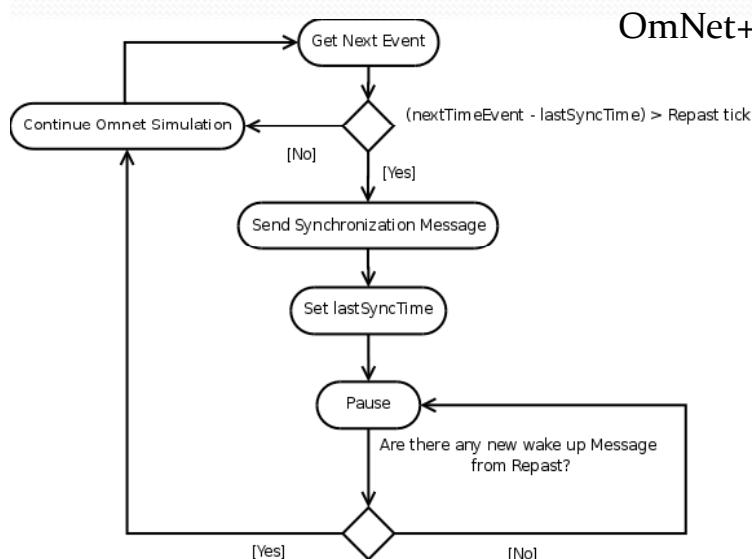 OmNet+
Get Next Event
(nextTimeEvent - lastSyncTime) > Repast tick
Continue Omnet Simulation
[No]
[Yes]
Send Synchronization Message
Set lastSyncTime
Pause
Are there any new wake up Message
from Repast?
[Yes]
[No]